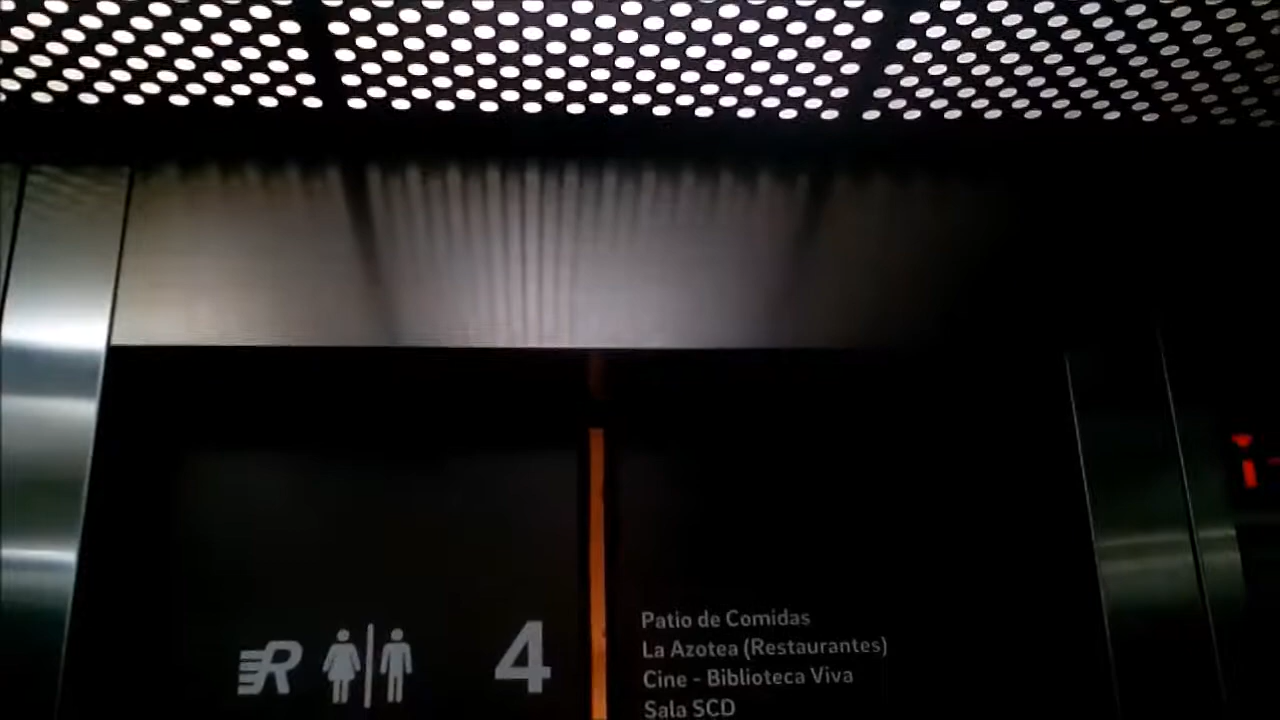 R
4
Patio de Comidas
La Azotea (Restaurantes)
Cine - Biblioteca Viva
Sala SCD